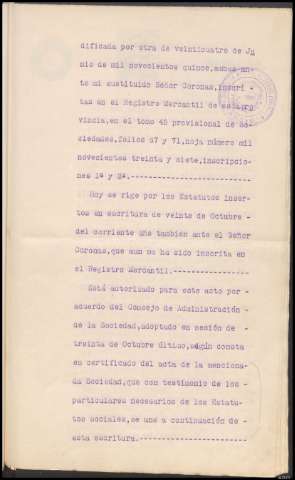 dificada por otra de veinticuatro de Ju
nio de mil novecientos quince, ambas an-
te mi sustituido Señor Coronas, inscri-
tas en el Registro Mercantil de esta pro
vincia, en el tomo 45 provisional de So-
ciedades, folios 67 y 71, hoja número mil
novecientos treinta y siete, inscripcio-
nes 1ª y 2ª.--------------------
Hoy se rige por los Estatutos inser-
tos en escritura de veinte de Octubre -
del corriente año también ante el Señor
Coronas, que aun no ha sido inscrita en
el Registro Mercantil.---------------
Está autorizado para este acto por-
acuerdo del Consejo de Administración-
de la Sociedad, adoptado en sesión de -
treinta de Octubre último, según consta
en certificado del acta de la menciona-
da Sociedad, que con testimonio de los -
particulares necesarios de los Estatu-
tos sociales, se une a continuación de-
esta escritura.--------------------